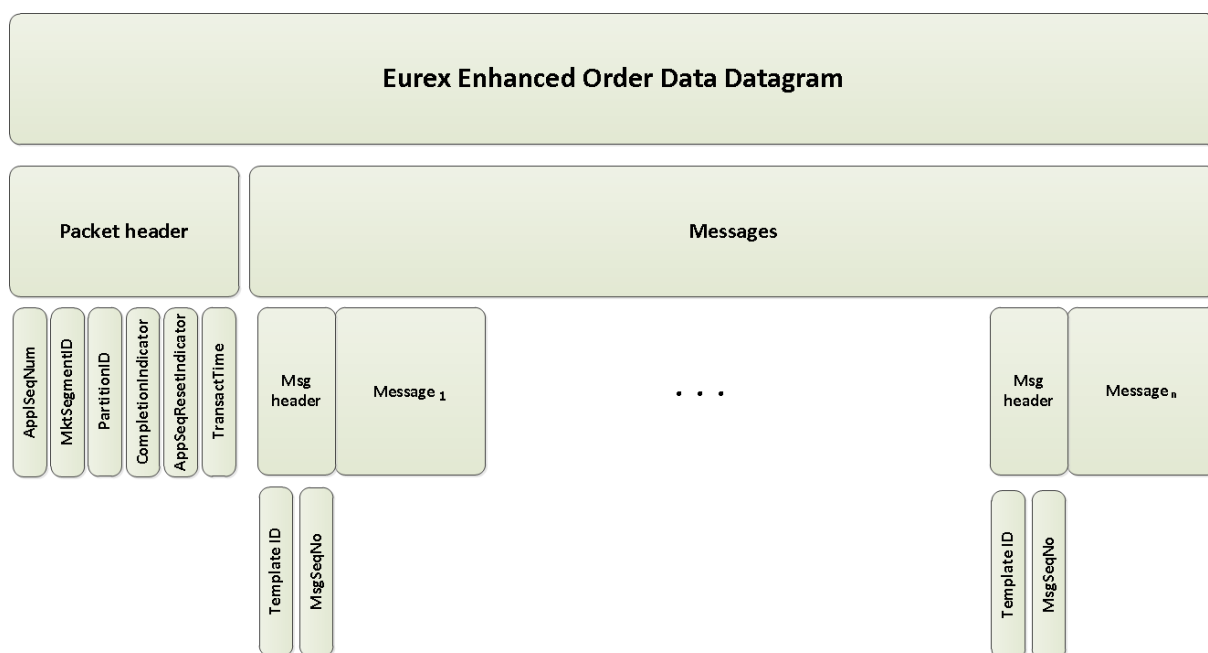 Eurex Enhanced Order Data Datagram
Packet header
Messages
ApplSeqNum
MktSegmentID
PartitionID
CompletionIndicator
AppSeqResetIndicator
TransactTime
Msg
header
Message 1
. . .
Msg
header
Message n
Template ID
MsgSeqNo
Template ID
MsgSeqNo